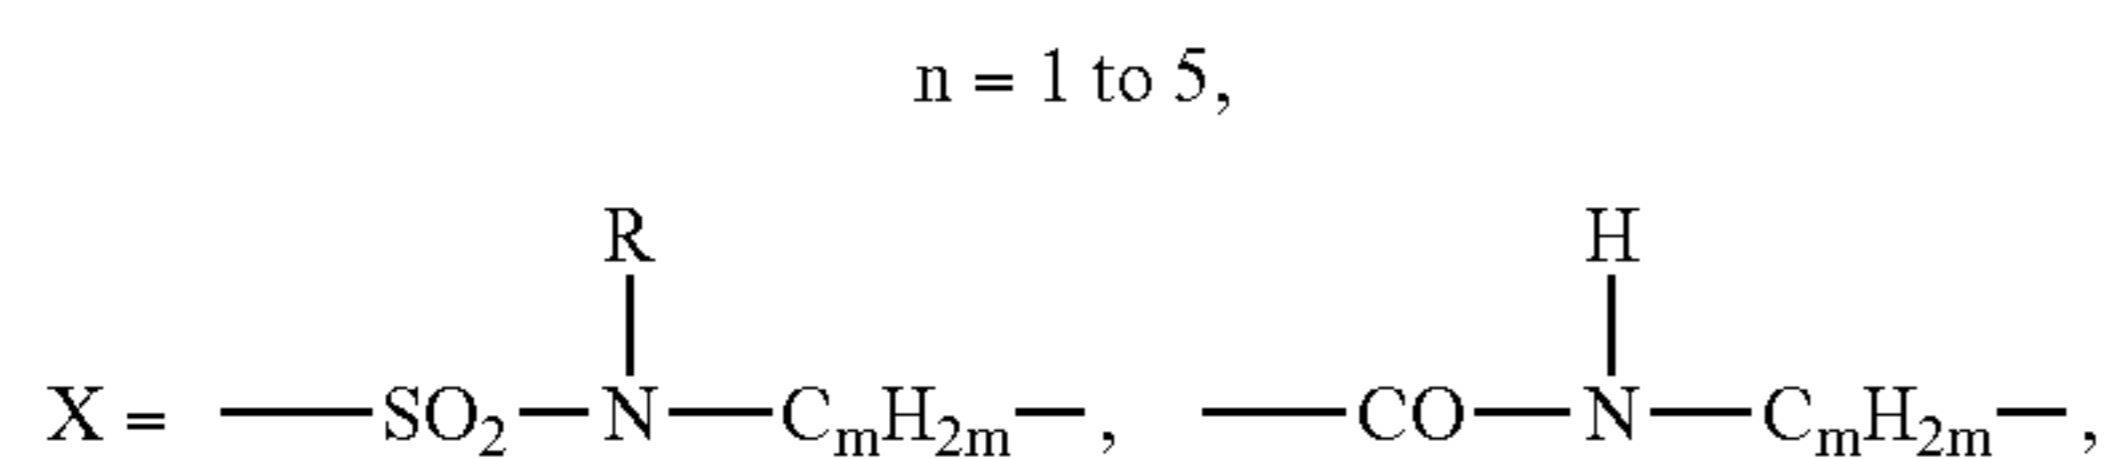 n = 1 to 5,
R H
X = —SO₂—N—CₘH₂ₘ—, —CO—N—CₘH₂ₘ—,